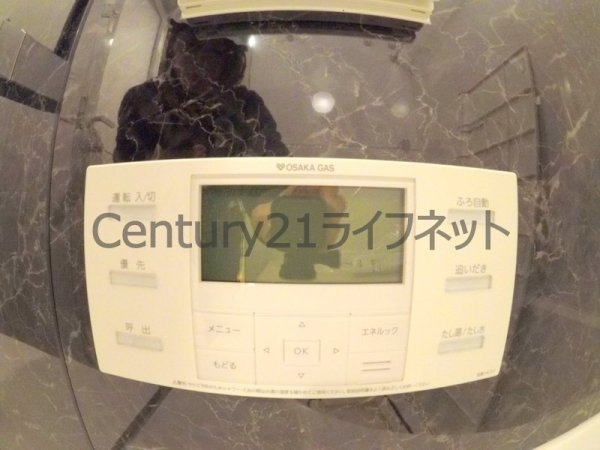 OSAKA GAS
運転 入/切
ふろ自動
Century21ライフネット
優先
追いだき
呼出
メニュー
エネルック
たし湯/たし水
OK
もどる